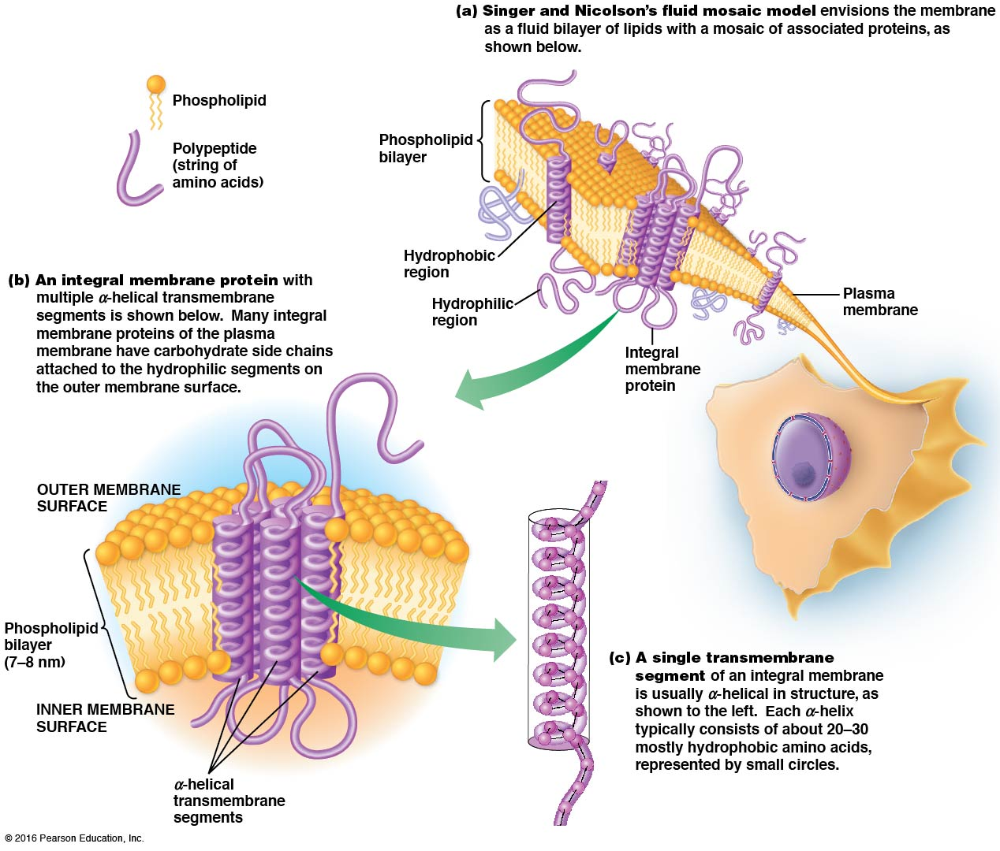 (a) Singer and Nicolson’s fluid mosaic model envisions the membrane
as a fluid bilayer of lipids with a mosaic of associated proteins, as
shown below.
Phospholipid
Polypeptide
(string of
amino acids)
Phospholipid
bilayer
Hydrophobic
region
Hydrophilic
region
Integral
membrane
protein
Plasma
membrane
(b) An integral membrane protein with
multiple α-helical transmembrane
segments is shown below. Many integral
membrane proteins of the plasma
membrane have carbohydrate side chains
attached to the hydrophilic segments on
the outer membrane surface.
OUTER MEMBRANE
SURFACE
Phospholipid
bilayer
(7–8 nm)
INNER MEMBRANE
SURFACE
α-helical
transmembrane
segments
(c) A single transmembrane
segment of an integral membrane
is usually α-helical in structure, as
shown to the left. Each α-helix
typically consists of about 20–30
mostly hydrophobic amino acids,
represented by small circles.
© 2016 Pearson Education, Inc.